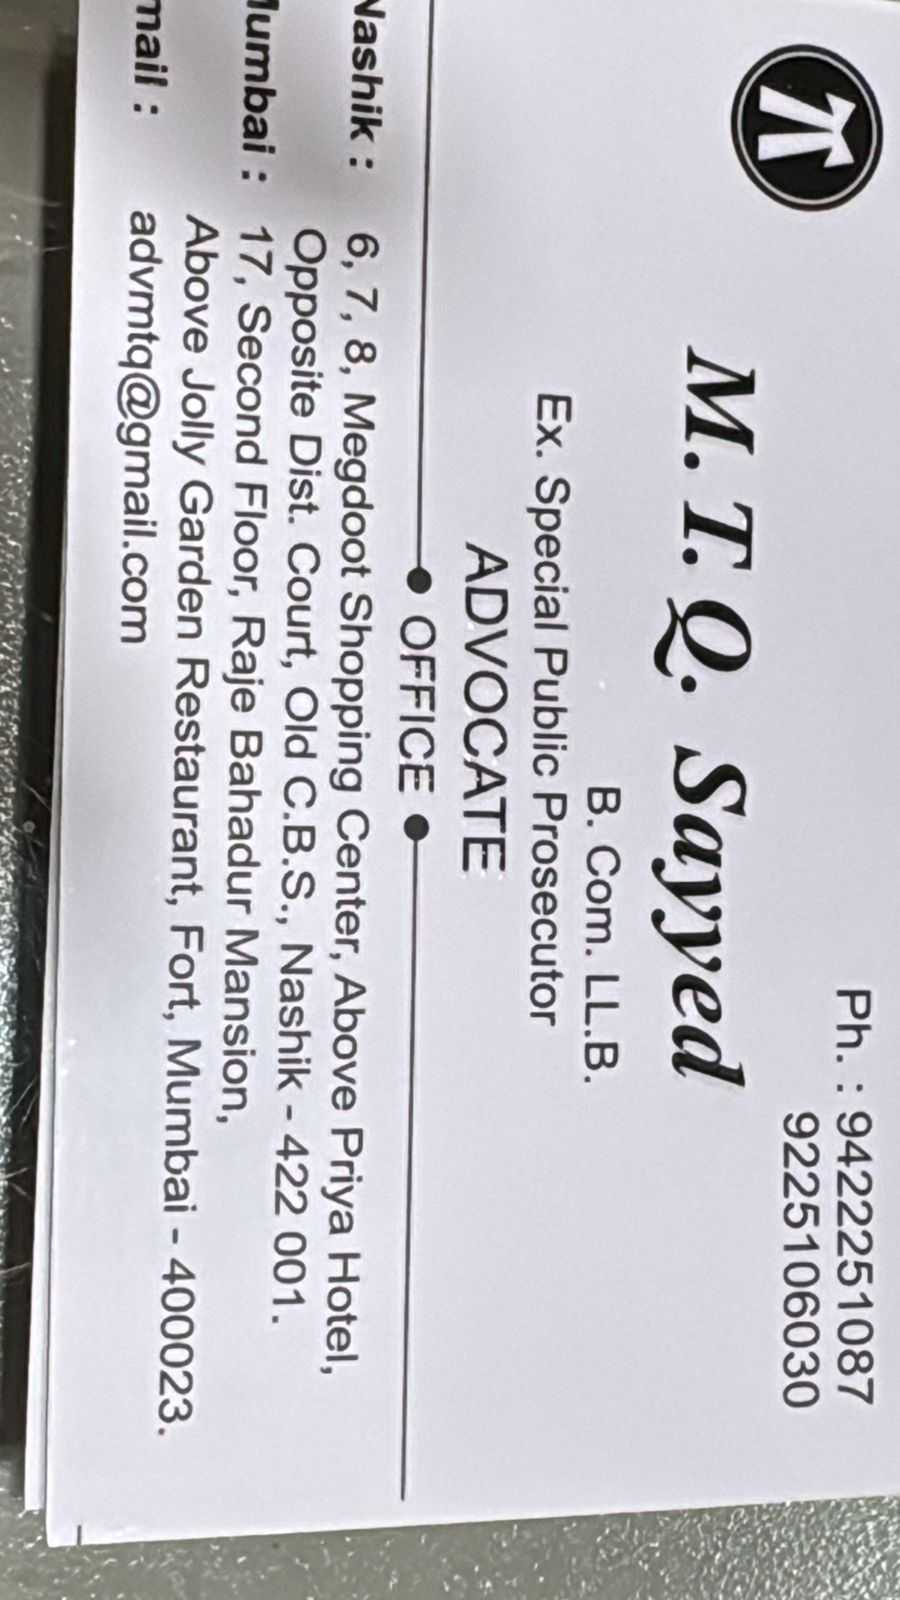 Ph. : 9422251087
9225106030
M. T. Q. Sayyed
B. Com. LL.B.
Ex. Special Public Prosecutor
ADVOCATE
OFFICE
Nashik : 6, 7, 8, Megdoot Shopping Center, Above Priya Hotel,
Opposite Dist. Court, Old C.B.S., Nashik - 422 001.
Mumbai : 17, Second Floor, Raje Bahadur Mansion,
Above Jolly Garden Restaurant, Fort, Mumbai - 400023.
mail : advmtq@gmail.com